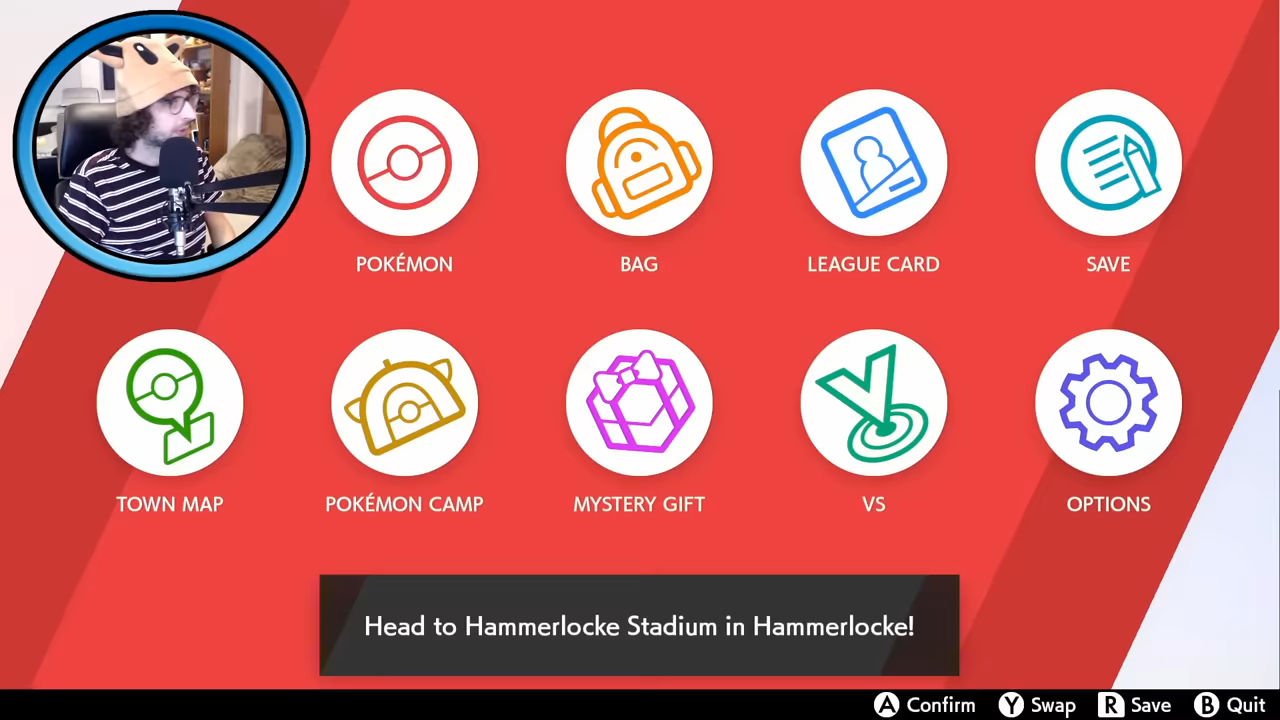 POKÉMON
BAG
LEAGUE CARD
SAVE
TOWN MAP
POKÉMON CAMP
MYSTERY GIFT
VS
OPTIONS
Head to Hammerlocke Stadium in Hammerlocke!
A Confirm Y Swap R Save B Quit